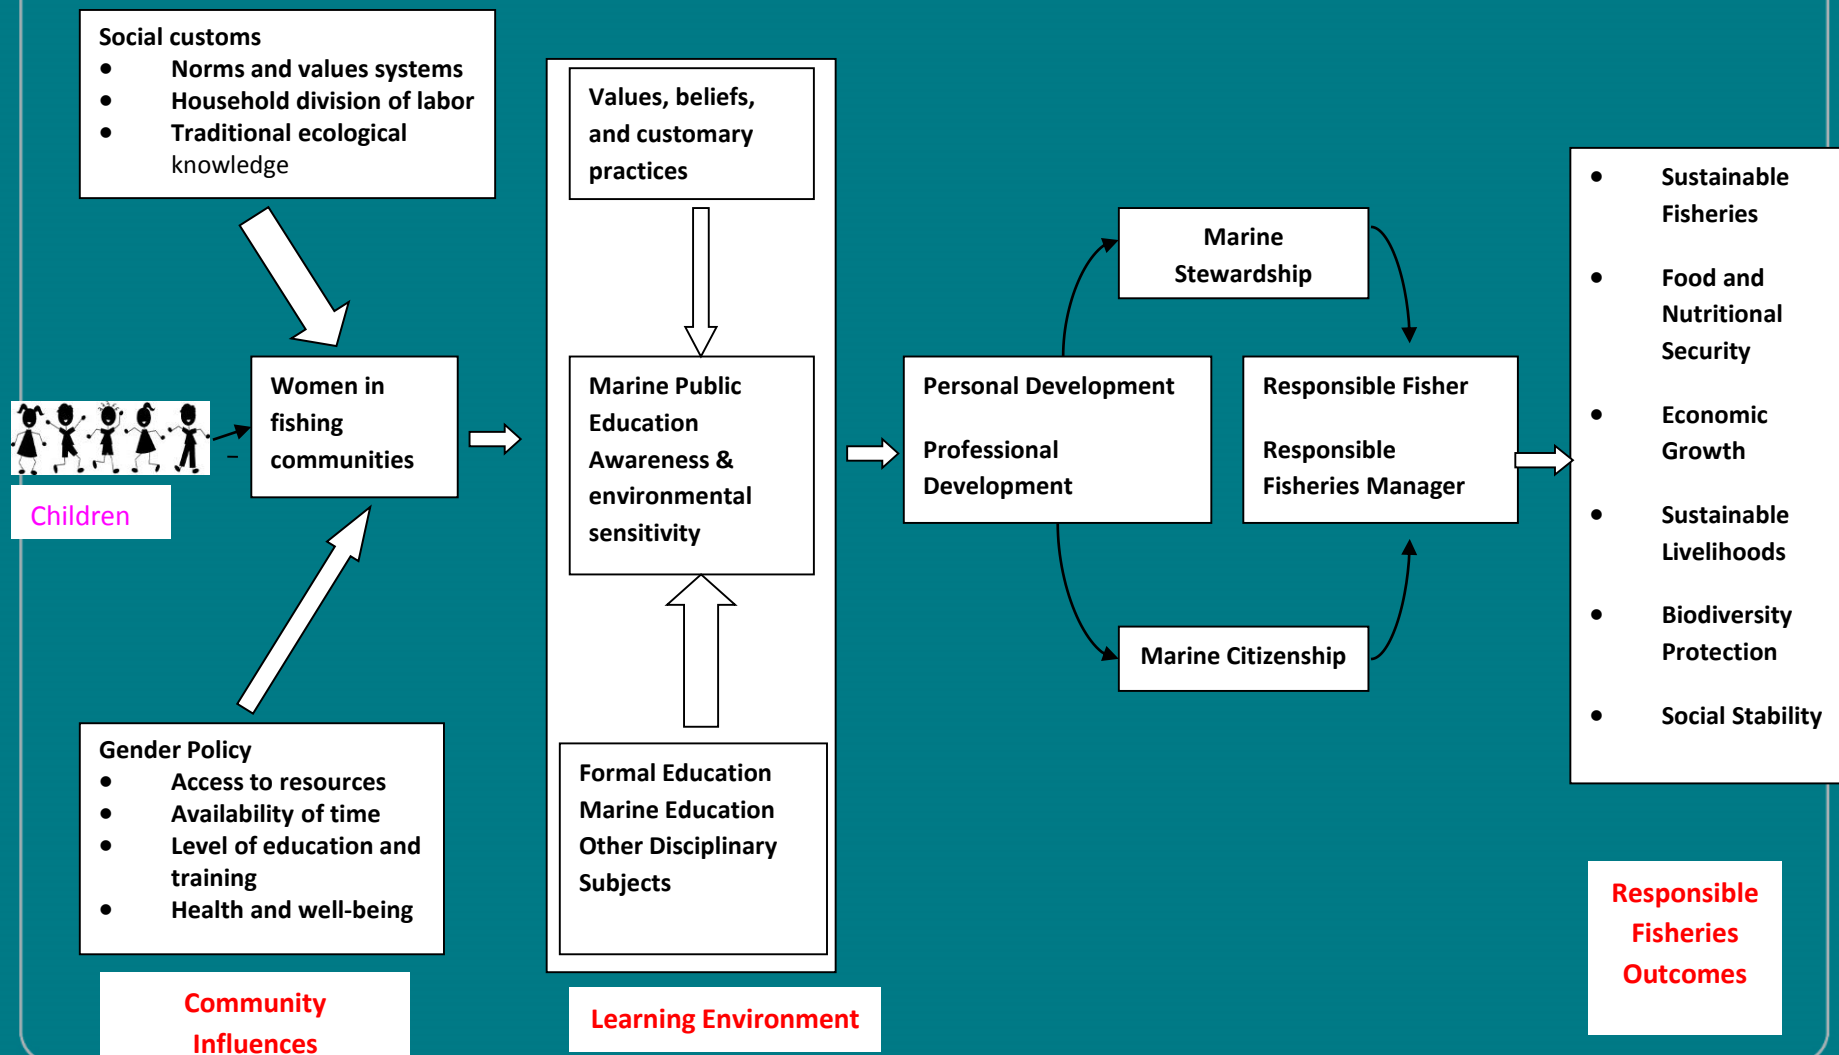 Social customs
● Norms and values systems
● Household division of labor
● Traditional ecological
knowledge
Children
Women in
fishing
communities
Gender Policy
● Access to resources
● Availability of time
● Level of education and
training
● Health and well-being
Community
Influences
Values, beliefs,
and customary
practices
Marine Public
Education
Awareness &
environmental
sensitivity
Formal Education
Marine Education
Other Disciplinary
Subjects
Learning Environment
Personal Development
Professional
Development
Marine
Stewardship
Marine Citizenship
Responsible Fisher
Responsible
Fisheries Manager
● Sustainable
Fisheries
● Food and
Nutritional
Security
● Economic
Growth
● Sustainable
Livelihoods
● Biodiversity
Protection
● Social Stability
Responsible
Fisheries
Outcomes